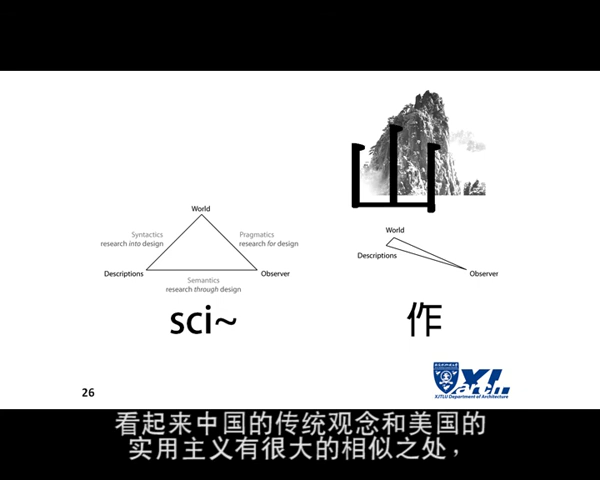 山
World
Syntactics
research into design
Pragmatics
research for design
Descriptions
Observer
Semantics
research through design
sci~
World
Descriptions
Observer
作
XJTLU Department of Architecture
26
看起来中国的传统观念和美国的
实用主义有很大的相似之处，